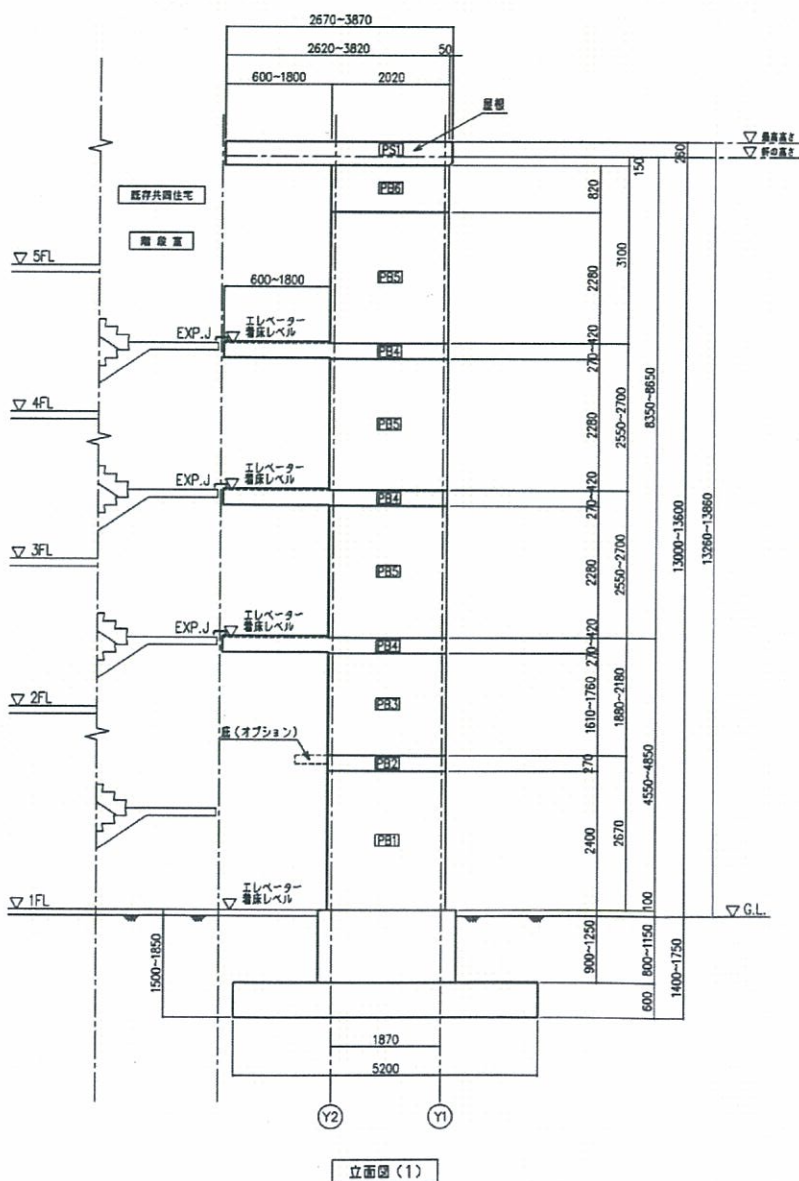 2670~3870
2620~3820
50
600~1800
2020
屋根
PS1
最高高さ
軒の高さ
260
150
既存共同住宅
PB6
820
階段室
3100
5FL
600~1800
PB5
2280
EXP.J
エレベーター
着床レベル
PB4
270~420
4FL
PB5
2280
2550~2700
8350~8650
EXP.J
エレベーター
着床レベル
PB4
270~420
13000~13600
13260~13860
3FL
PB5
2280
2550~2700
EXP.J
エレベーター
着床レベル
PB4
270~420
2FL
PB3
1610~1760
1880~2180
庇(オプション)
PB2
270
4550~4850
PB1
2400
2670
1FL
エレベーター
着床レベル
100
G.L.
1500~1850
900~1250
800~1150
1400~1750
600
1870
5200
Y2
Y1
立面図(1)